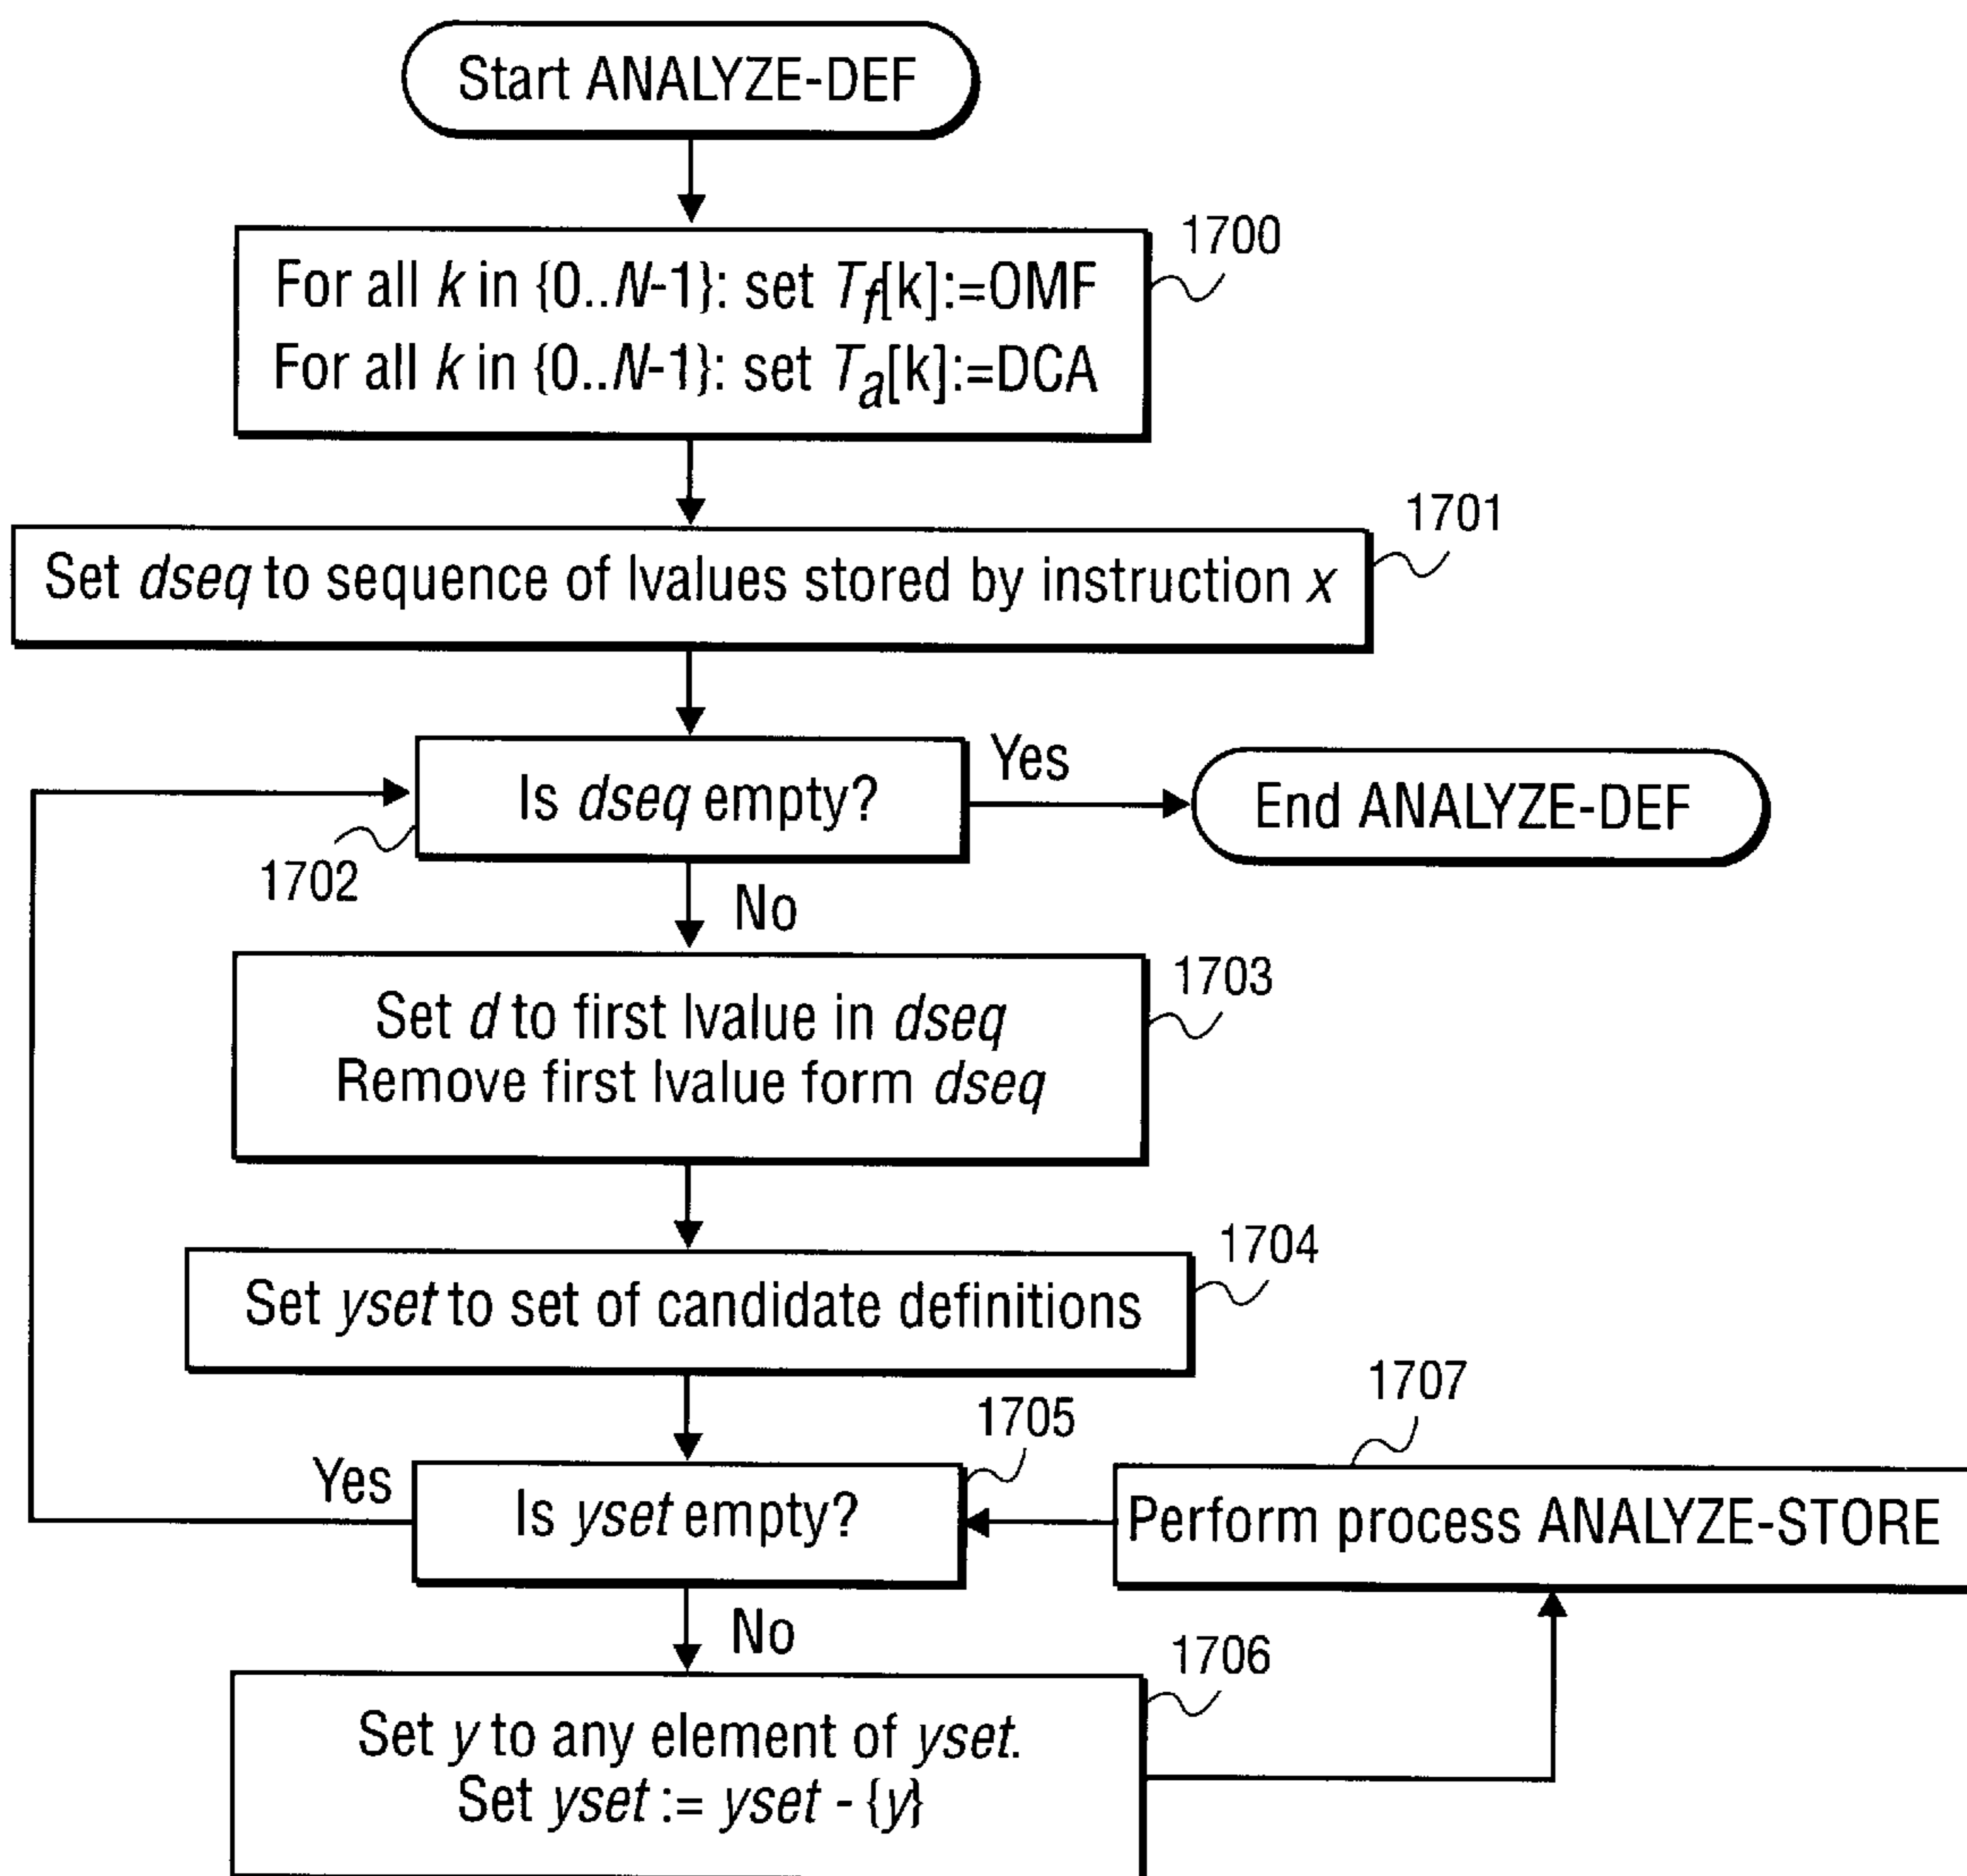 Start ANALYZE-DEF
1700
For all k in {0..N-1}: set Tf[k]:=OMF
For all k in {0..N-1}: set Ta[k]:=DCA
1701
Set dseq to sequence of lvalues stored by instruction x
Is dseq empty?
Yes
End ANALYZE-DEF
1702
No
1703
Set d to first lvalue in dseq
Remove first lvalue form dseq
1704
Set yset to set of candidate definitions
1705
1707
Yes
Is yset empty?
Perform process ANALYZE-STORE
No
1706
Set y to any element of yset.
Set yset := yset - {y}